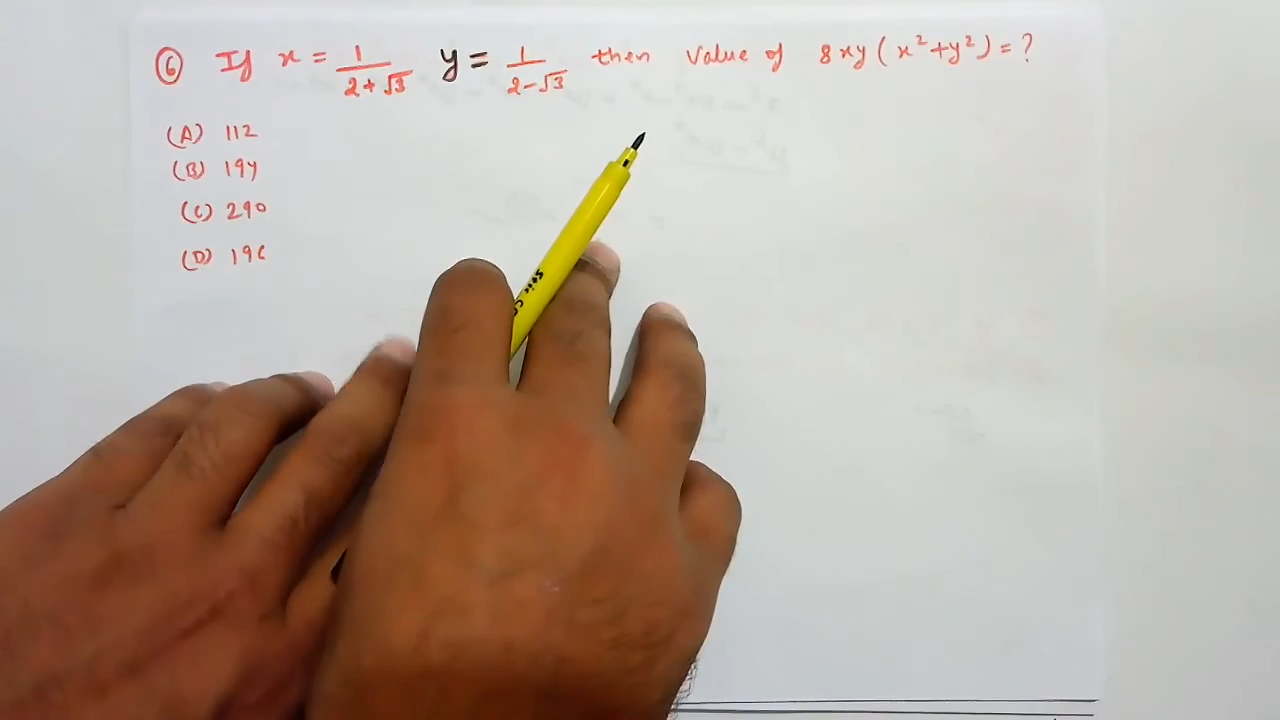 ⑥ If x = 1/(2+√3) y = 1/(2-√3) then value of 8xy(x²+y²) = ?
(A) 112
(B) 194
(C) 290
(D) 196